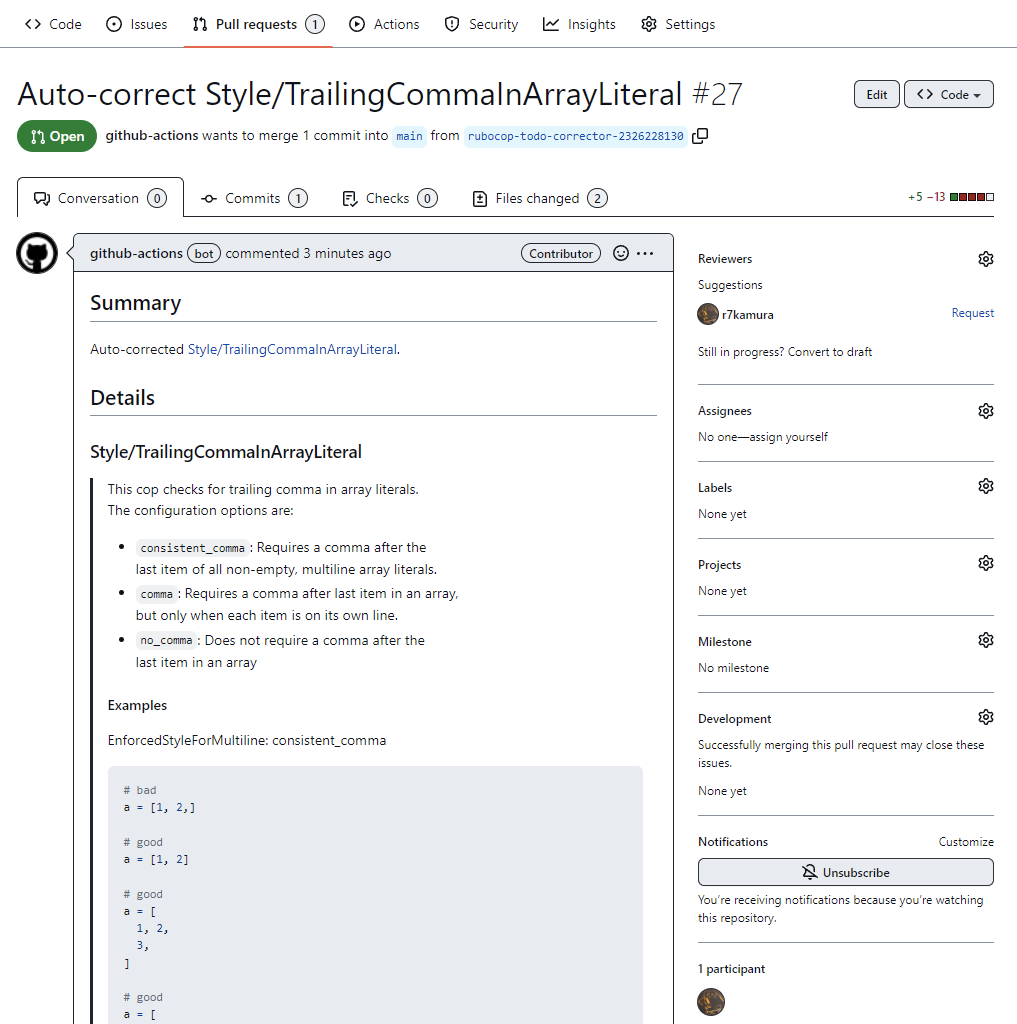 Code Issues Pull requests 1 Actions Security Insights Settings
Auto-correct Style/TrailingCommaInArrayLiteral #27
Edit Code
Open github-actions wants to merge 1 commit into main from rubocop-todo-corrector-2326228130
Conversation 0 Commits 1 Checks 0 Files changed 2 +5 −13
github-actions bot commented 3 minutes ago Contributor
Summary
Auto-corrected Style/TrailingCommaInArrayLiteral.
Details
Style/TrailingCommaInArrayLiteral
This cop checks for trailing comma in array literals.
The configuration options are:
consistent_comma: Requires a comma after the
last item of all non-empty, multiline array literals.
comma: Requires a comma after last item in an array,
but only when each item is on its own line.
no_comma: Does not require a comma after the
last item in an array
Examples
EnforcedStyleForMultiline: consistent_comma
# bad
a = [1, 2,]
# good
a = [1, 2]
# good
a = [
1, 2,
3,
]
# good
a = [
Reviewers
Suggestions
r7kamura Request
Still in progress? Convert to draft
Assignees
No one—assign yourself
Labels
None yet
Projects
None yet
Milestone
No milestone
Development
Successfully merging this pull request may close these
issues.
None yet
Notifications Customize
Unsubscribe
You're receiving notifications because you're watching
this repository.
1 participant